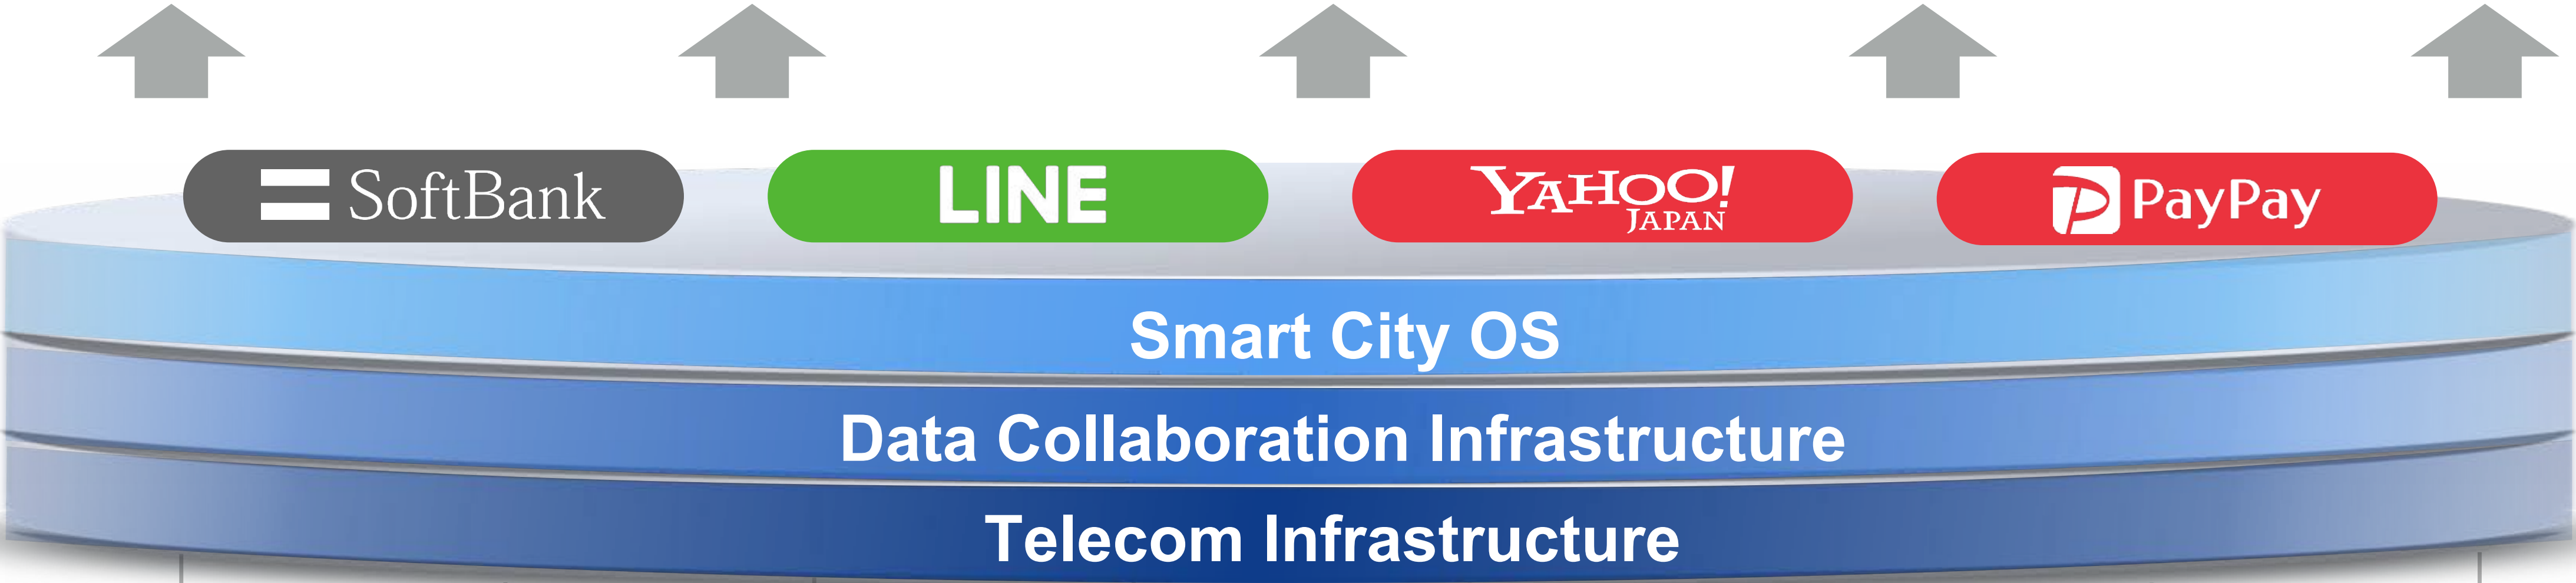 SoftBank
LINE
YAHOO!
JAPAN
PayPay
Smart City OS
Data Collaboration Infrastructure
Telecom Infrastructure